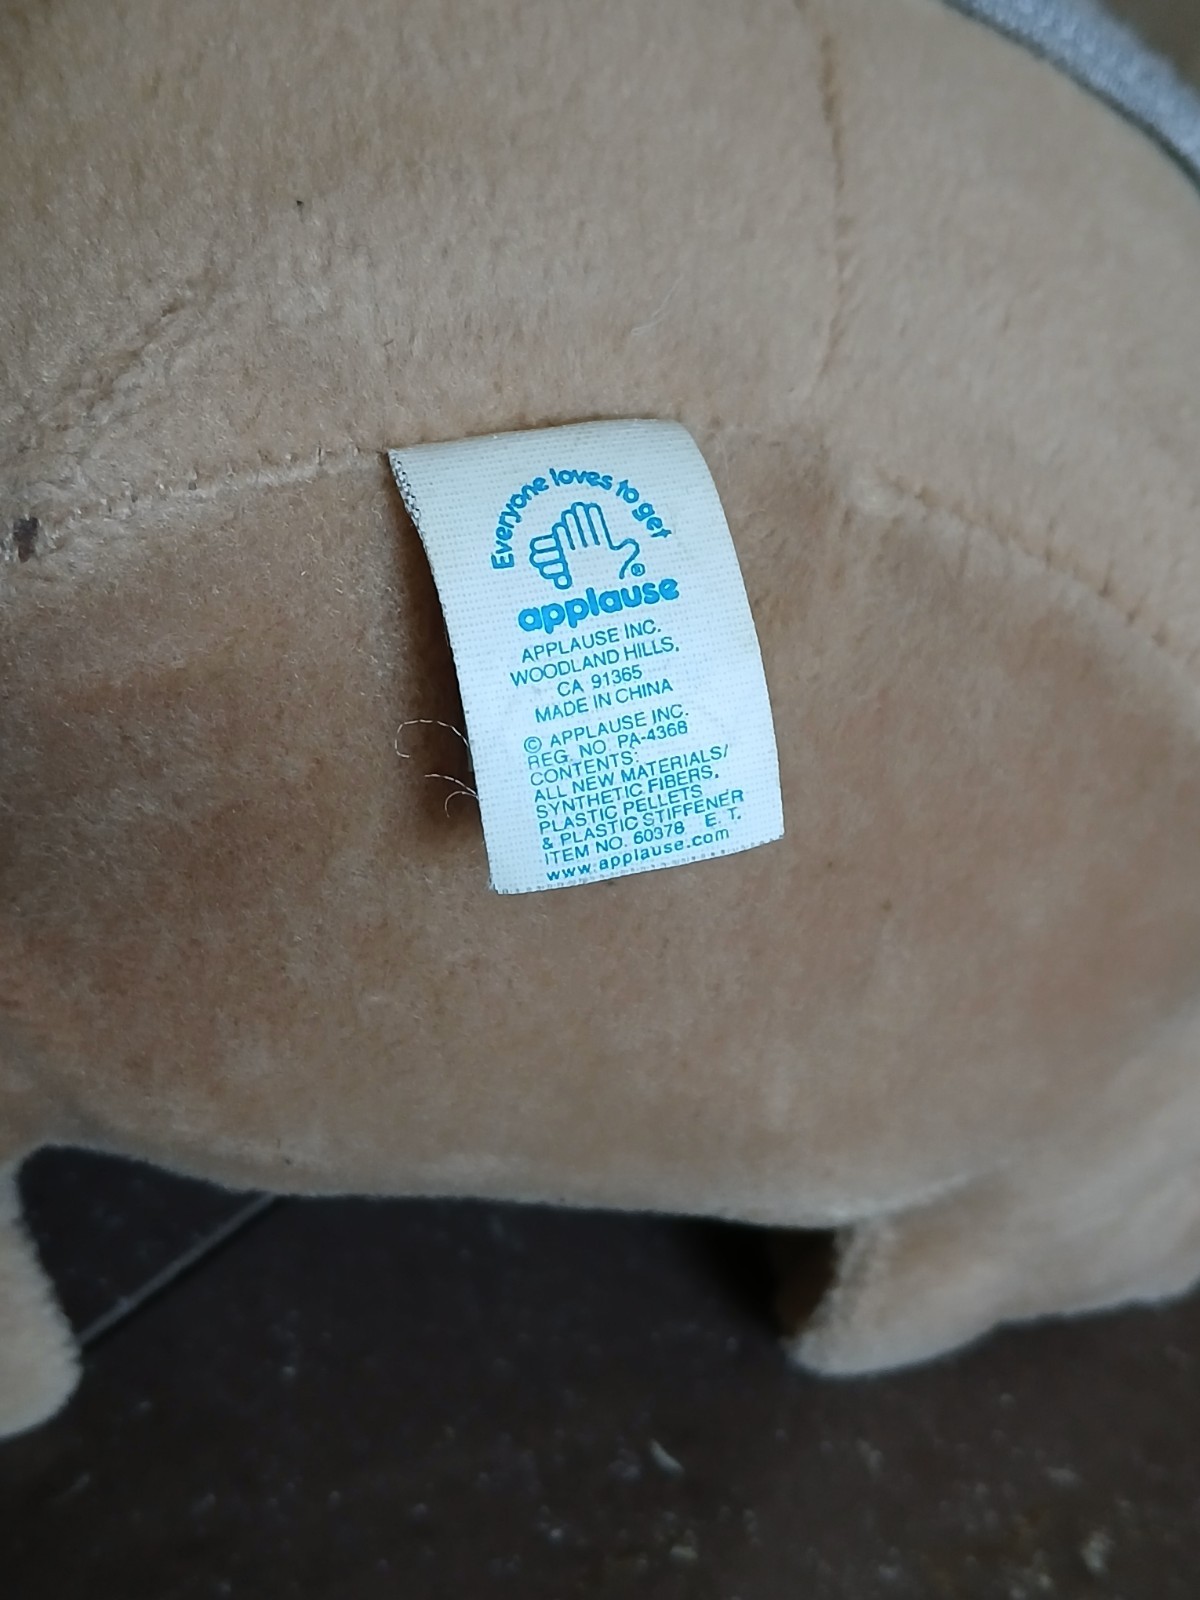 Everyone loves to get
®
applause
APPLAUSE INC.
WOODLAND HILLS,
CA 91365
MADE IN CHINA
© APPLAUSE INC.
REG. NO. PA-4368
CONTENTS:
ALL NEW MATERIALS/
SYNTHETIC FIBERS,
PLASTIC PELLETS
& PLASTIC STIFFENER
ITEM NO. 60378 E. T.
www.applause.com